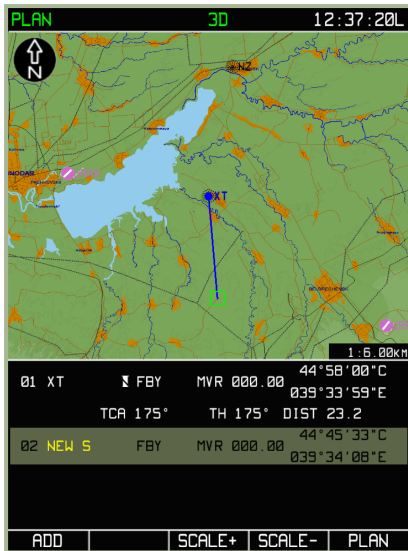 PLAN 3D 12:37:20L
N
NZ
XT
1:5.00KM
01 XT FBY MVR 000.00 44°58'00"C
039°33'59"E
TCA 175° TH 175° DIST 23.2
02 NEW S FBY MVR 000.00 44°45'33"C
039°34'08"E
ADD SCALE+ SCALE- PLAN